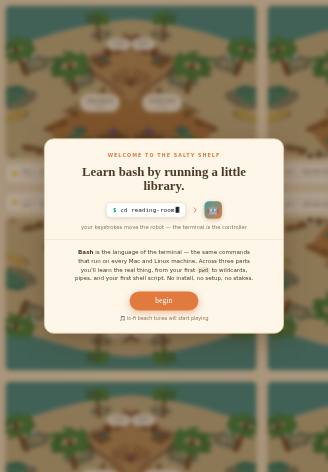 WELCOME TO THE SALTY SHELF
Learn bash by running a little
library.
$ cd reading-room
your keystrokes move the robot — the terminal is the controller
Bash is the language of the terminal — the same commands
that run on every Mac and Linux machine. Across three parts
you'll learn the real thing, from your first pwd to wildcards,
pipes, and your first shell script. No install, no setup, no stakes.
begin
lo-fi beach tunes will start playing